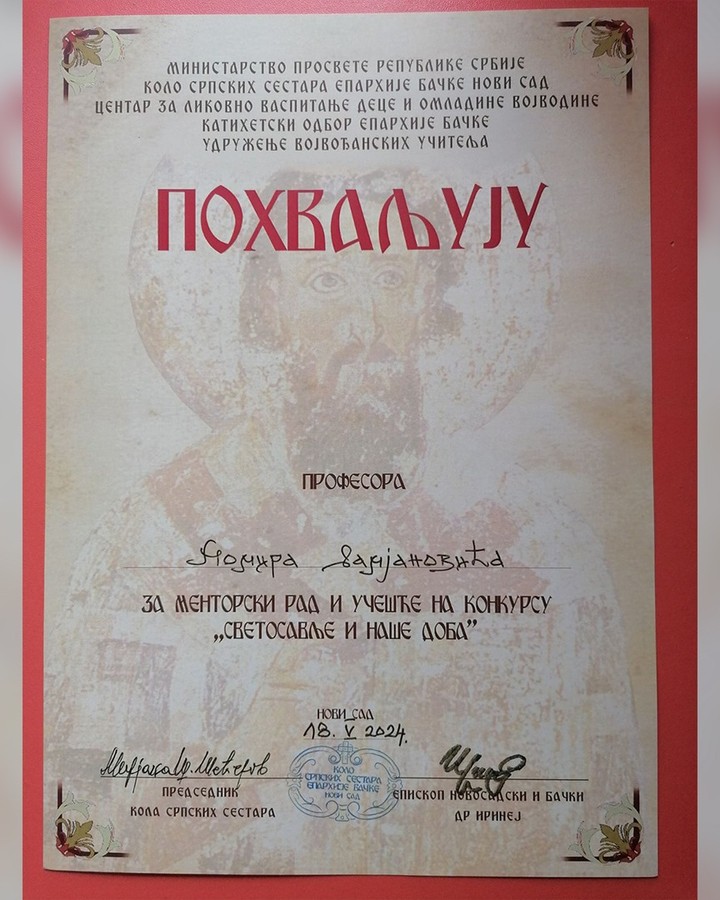 МИНИСТАРСТВО ПРОСВЕТЕ РЕПУБЛИКЕ СРБИЈЕ
КОЛО СРПСКИХ СЕСТАРА ЕПАРХИЈЕ БАЧКЕ НОВИ САД
ЦЕНТАР ЗА ЛИКОВНО ВАСПИТАЊЕ ДЕЦЕ И ОМЛАДИНЕ ВОЈВОДИНЕ
КАТИХЕТСКИ ОДБОР ЕПАРХИЈЕ БАЧКЕ
УДРУЖЕЊЕ ВОЈВОЂАНСКИХ УЧИТЕЉА
ПОХВАЉУЈУ
ПРОФЕСОРА
Момира Дамјановића
ЗА МЕНТОРСКИ РАД И УЧЕШЋЕ НА КОНКУРСУ
„СВЕТОСАВЉЕ И НАШЕ ДОБА”
НОВИ САД
18. V 2024.
КОЛО
СРПСКИХ СЕСТАРА
ЕПАРХИЈЕ БАЧКЕ
НОВИ САД
ПРЕДСЕДНИК
КОЛА СРПСКИХ СЕСТАРА
ЕПИСКОП НОВОСАДСКИ И БАЧКИ
ДР ИРИНЕЈ